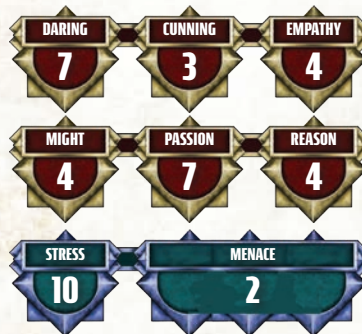 DARING CUNNING EMPATHY
7 3 4
MIGHT PASSION REASON
4 7 4
STRESS MENACE
10 2